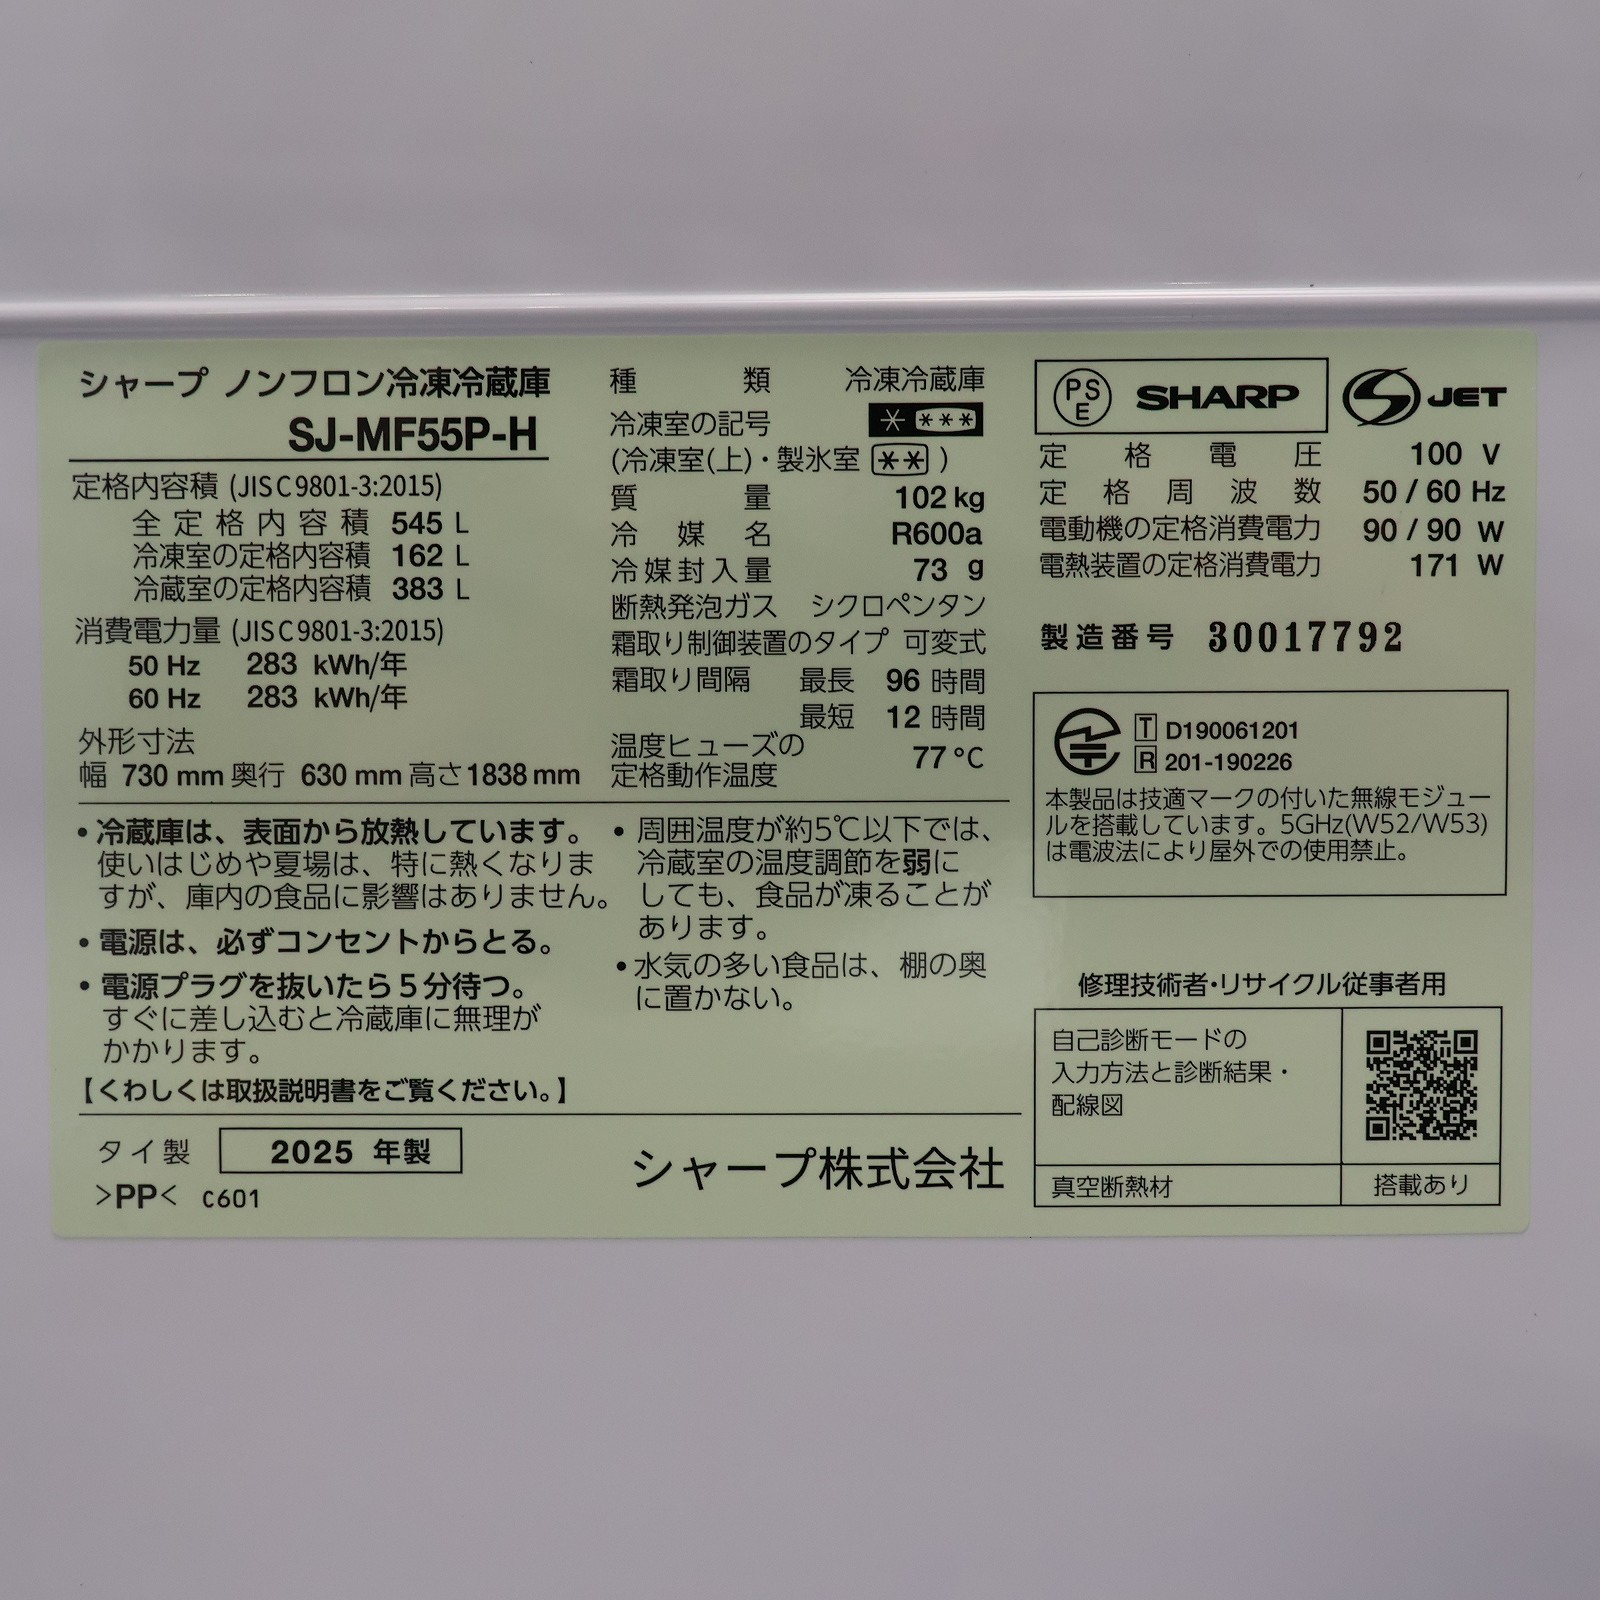 シャープ ノンフロン冷凍冷蔵庫
SJ-MF55P-H
定格内容積 (JIS C 9801-3:2015)
全定格内容積 545 L
冷凍室の定格内容積 162 L
冷蔵室の定格内容積 383 L
消費電力量 (JIS C 9801-3:2015)
50 Hz 283 kWh/年
60 Hz 283 kWh/年
外形寸法
幅 730 mm 奥行 630 mm 高さ 1838 mm
種類 冷凍冷蔵庫
冷凍室の記号 * ***
(冷凍室(上)・製氷室 ** )
質量 102 kg
冷媒名 R600a
冷媒封入量 73 g
断熱発泡ガス シクロペンタン
霜取り制御装置のタイプ 可変式
霜取り間隔 最長 96 時間
最短 12 時間
温度ヒューズの
定格動作温度 77 °C
PS
E
SHARP
S JET
定格電圧 100 V
定格周波数 50 / 60 Hz
電動機の定格消費電力 90 / 90 W
電熱装置の定格消費電力 171 W
製造番号 30017792
T D190061201
R 201-190226
本製品は技適マークの付いた無線モジュー
ルを搭載しています。5GHz(W52/W53)
は電波法により屋外での使用禁止。
• 冷蔵庫は、表面から放熱しています。
使いはじめや夏場は、特に熱くなりま
すが、庫内の食品に影響はありません。
• 電源は、必ずコンセントからとる。
• 電源プラグを抜いたら5分待つ。
すぐに差し込むと冷蔵庫に無理が
かかります。
【くわしくは取扱説明書をご覧ください。】
• 周囲温度が約5℃以下では、
冷蔵室の温度調節を弱に
しても、食品が凍ることが
あります。
• 水気の多い食品は、棚の奥
に置かない。
修理技術者・リサイクル従事者用
自己診断モードの
入力方法と診断結果・
配線図
真空断熱材 搭載あり
タイ製 2025 年製
>PP< C601
シャープ株式会社